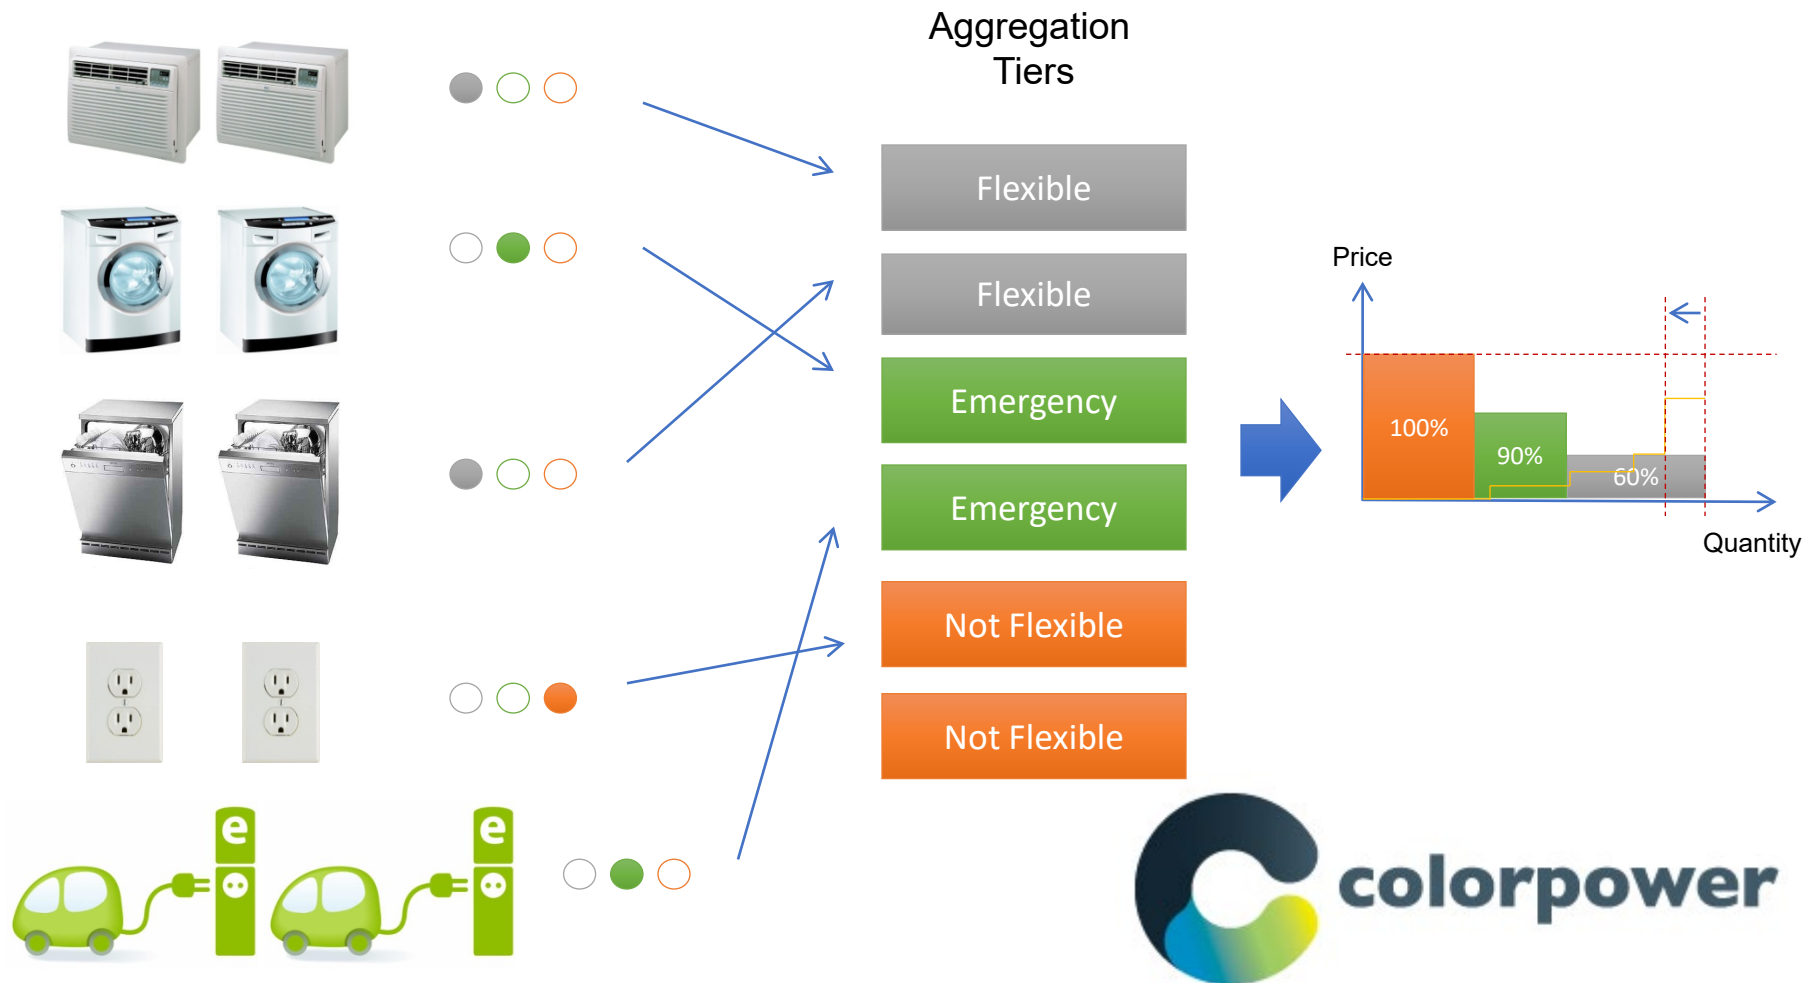 Aggregation
Tiers
Flexible
Flexible
Emergency
Emergency
Not Flexible
Not Flexible
Price
100%
90%
60%
Quantity
e
e
colorpower